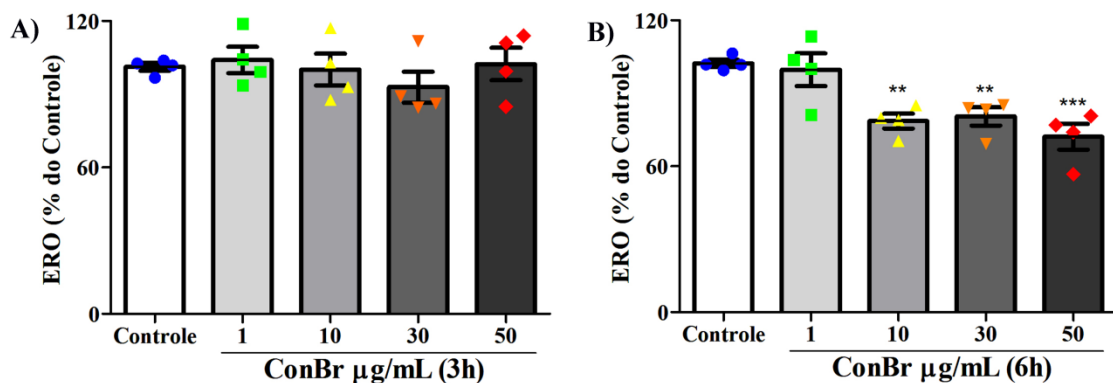 A)
ERO (% do Controle)
120
60
0
Controle 1 10 30 50
ConBr µg/mL (3h)
B)
ERO (% do Controle)
120
60
0
** ** ***
Controle 1 10 30 50
ConBr µg/mL (6h)